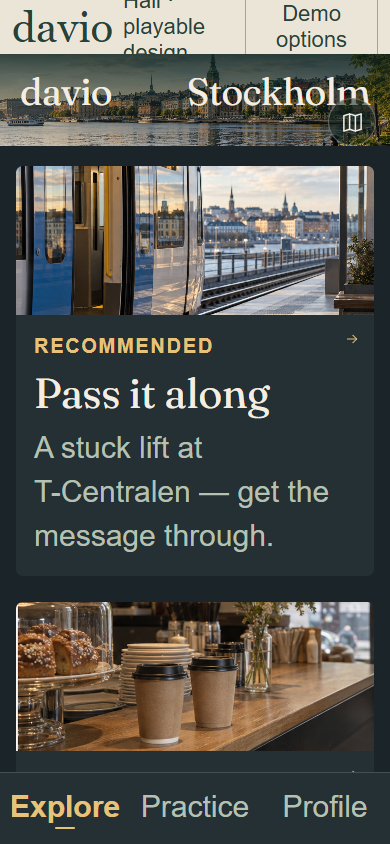 davio
Hall ·
playable
design
Demo
options
davio
Stockholm
RECOMMENDED
Pass it along
A stuck lift at
T-Centralen — get the
message through.
Explore
Practice
Profile